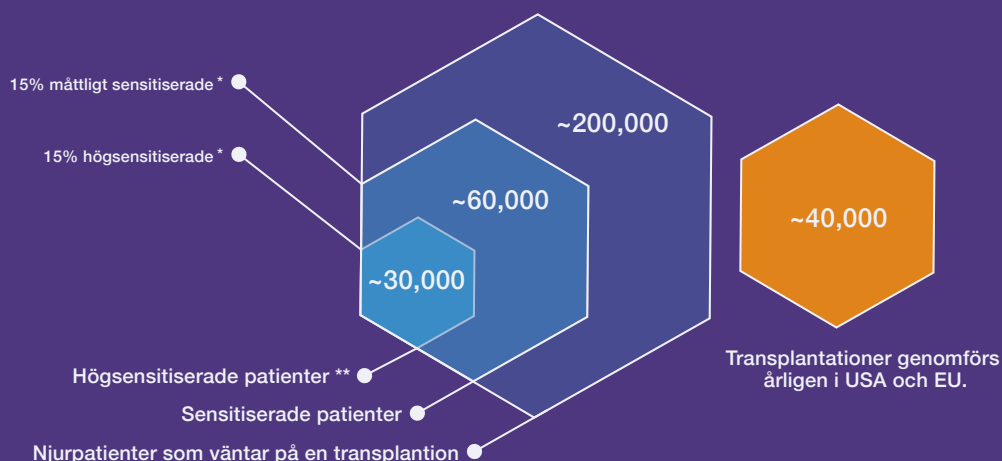 15% måttligt sensitiserade *
15% högsensitiserade *
~200,000
~60,000
~30,000
~40,000
Högsensitiserade patienter **
Sensitiserade patienter
Njurpatienter som väntar på en transplantion
Transplantationer genomförs
årligen i USA och EU.